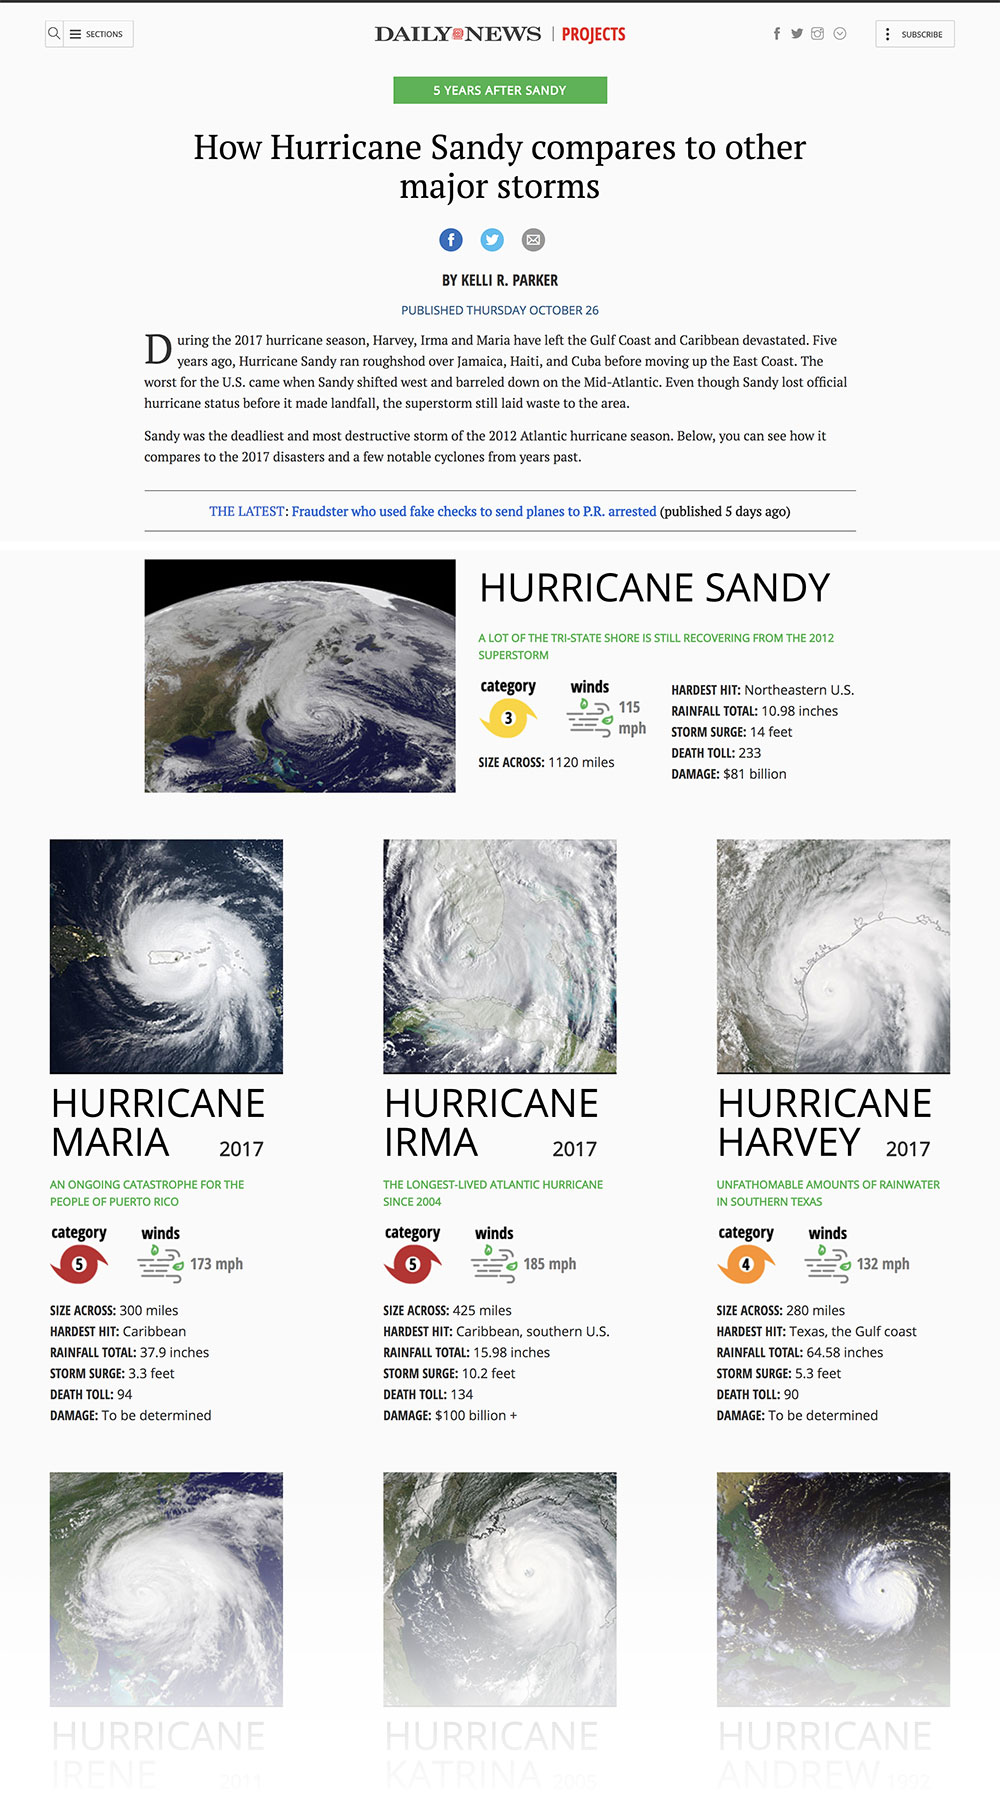 SECTIONS
DAILY NEWS | PROJECTS
SUBSCRIBE
5 YEARS AFTER SANDY
How Hurricane Sandy compares to other
major storms
BY KELLI R. PARKER
PUBLISHED THURSDAY OCTOBER 26
During the 2017 hurricane season, Harvey, Irma and Maria have left the Gulf Coast and Caribbean devastated. Five
years ago, Hurricane Sandy ran roughshod over Jamaica, Haiti, and Cuba before moving up the East Coast. The
worst for the U.S. came when Sandy shifted west and barreled down on the Mid-Atlantic. Even though Sandy lost official
hurricane status before it made landfall, the superstorm still laid waste to the area.
Sandy was the deadliest and most destructive storm of the 2012 Atlantic hurricane season. Below, you can see how it
compares to the 2017 disasters and a few notable cyclones from years past.
THE LATEST: Fraudster who used fake checks to send planes to P.R. arrested (published 5 days ago)
HURRICANE SANDY
A LOT OF THE TRI-STATE SHORE IS STILL RECOVERING FROM THE 2012
SUPERSTORM
category
3
winds
115
mph
SIZE ACROSS: 1120 miles
HARDEST HIT: Northeastern U.S.
RAINFALL TOTAL: 10.98 inches
STORM SURGE: 14 feet
DEATH TOLL: 233
DAMAGE: $81 billion
HURRICANE
MARIA 2017
AN ONGOING CATASTROPHE FOR THE
PEOPLE OF PUERTO RICO
category
5
winds
173 mph
SIZE ACROSS: 300 miles
HARDEST HIT: Caribbean
RAINFALL TOTAL: 37.9 inches
STORM SURGE: 3.3 feet
DEATH TOLL: 94
DAMAGE: To be determined
HURRICANE
IRMA 2017
THE LONGEST-LIVED ATLANTIC HURRICANE
SINCE 2004
category
5
winds
185 mph
SIZE ACROSS: 425 miles
HARDEST HIT: Caribbean, southern U.S.
RAINFALL TOTAL: 15.98 inches
STORM SURGE: 10.2 feet
DEATH TOLL: 134
DAMAGE: $100 billion +
HURRICANE
HARVEY 2017
UNFATHOMABLE AMOUNTS OF RAINWATER
IN SOUTHERN TEXAS
category
4
winds
132 mph
SIZE ACROSS: 280 miles
HARDEST HIT: Texas, the Gulf coast
RAINFALL TOTAL: 64.58 inches
STORM SURGE: 5.3 feet
DEATH TOLL: 90
DAMAGE: To be determined
HURRICANE
IRENE 2011
HURRICANE
KATRINA 2005
HURRICANE
ANDREW 1992